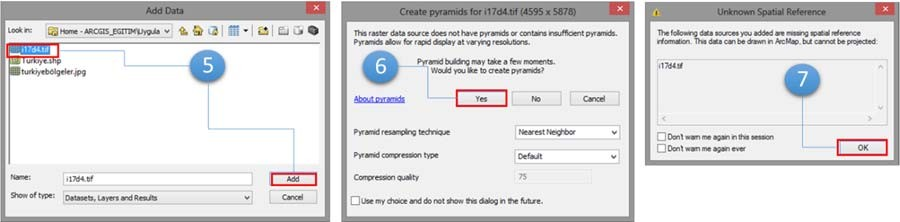 Add Data
Look in: Home - ARCGIS_EGITIM\Uygula
i17d4.tif
Turkiye.shp
turkiyebölgeler.jpg
5
Name: i17d4.tif Add
Show of type: Datasets, Layers and Results Cancel
Create pyramids for i17d4.tif (4595 x 5878)
This raster data source does not have pyramids or contains insufficient pyramids.
Pyramids allow for rapid display at varying resolutions.
Pyramid building may take a few moments.
Would you like to create pyramids?
6
About pyramids Yes No Cancel
Pyramid resampling technique Nearest Neighbor
Pyramid compression type Default
Compression quality 75
Use my choice and do not show this dialog in the future.
Unknown Spatial Reference
The following data sources you added are missing spatial reference
information. This data can be drawn in ArcMap, but cannot be projected:
i17d4.tif
7
Don't warn me again in this session
Don't warn me again ever
OK